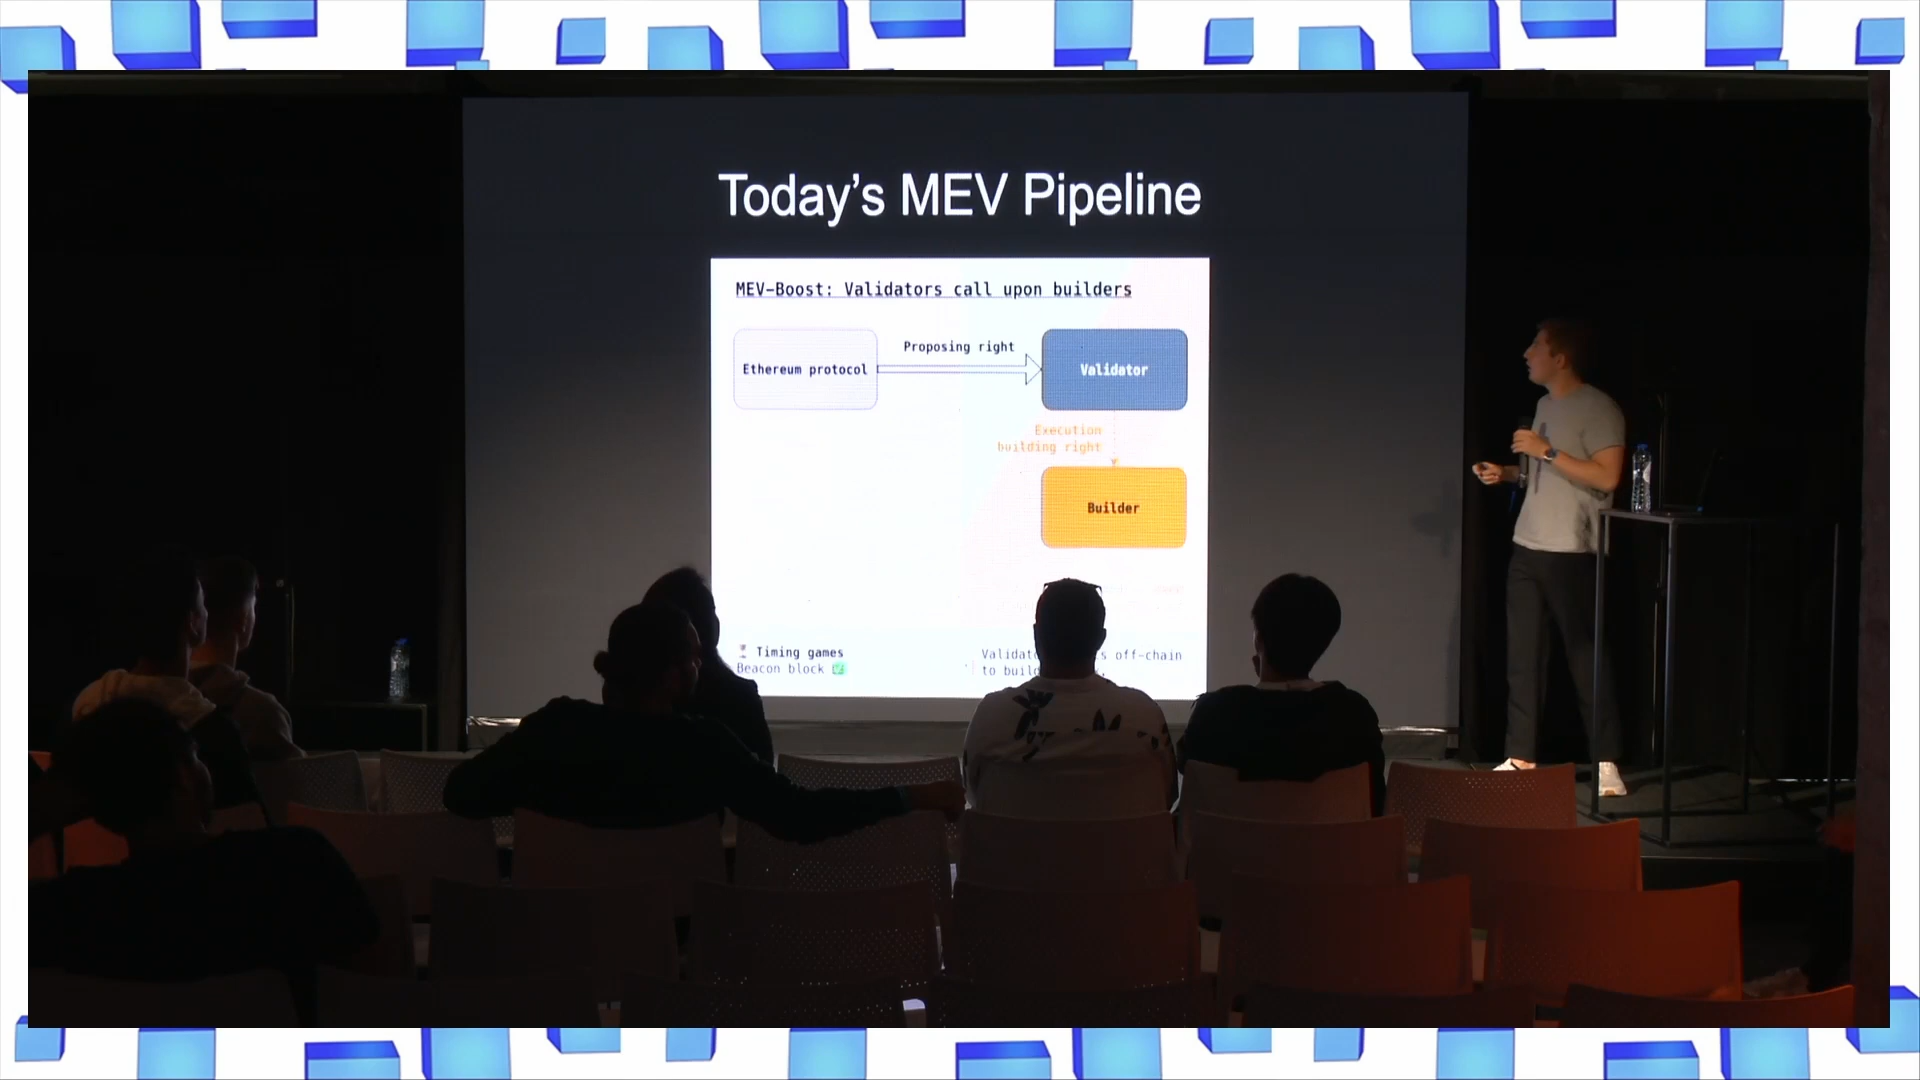 Today's MEV Pipeline
MEV-Boost: Validators call upon builders
Proposing right
Ethereum protocol
Validator
Execution
building right
Builder
Timing games
Beacon block
off-chain
to